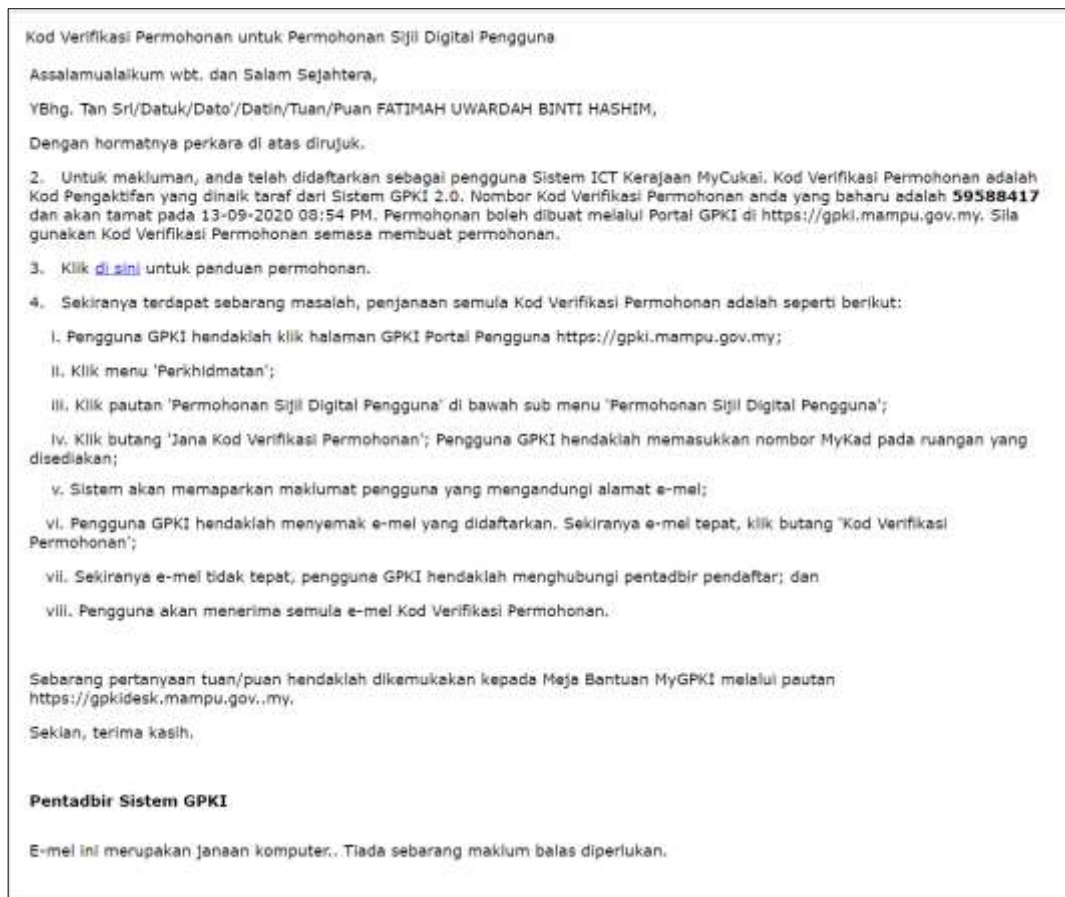 Kod Verifikasi Permohonan untuk Permohonan Sijil Digital Pengguna
Assalamualaikum wbt. dan Salam Sejahtera,
YBhg. Tan Sri/Datuk/Dato'/Datin/Tuan/Puan FATIMAH UWARDAH BINTI HASHIM,
Dengan hormatnya perkara di atas dirujuk.
2. Untuk makluman, anda telah didaftarkan sebagai pengguna Sistem ICT Kerajaan MyCukai. Kod Verifikasi Permohonan adalah
Kod Pengaktifan yang dinaik taraf dari Sistem GPKI 2.0. Nombor Kod Verifikasi Permohonan anda yang baharu adalah 59588417
dan akan tamat pada 13-09-2020 08:54 PM. Permohonan boleh dibuat melalui Portal GPKI di https://gpki.mampu.gov.my. Sila
gunakan Kod Verifikasi Permohonan semasa membuat permohonan.
3. Klik di sini untuk panduan permohonan.
4. Sekiranya terdapat sebarang masalah, penjanaan semula Kod Verifikasi Permohonan adalah seperti berikut:
i. Pengguna GPKI hendaklah klik halaman GPKI Portal Pengguna https://gpki.mampu.gov.my;
ii. Klik menu 'Perkhidmatan';
iii. Klik pautan 'Permohonan Sijil Digital Pengguna' di bawah sub menu 'Permohonan Sijil Digital Pengguna';
iv. Klik butang 'Jana Kod Verifikasi Permohonan'; Pengguna GPKI hendaklah memasukkan nombor MyKad pada ruangan yang
disediakan;
v. Sistem akan memaparkan maklumat pengguna yang mengandungi alamat e-mel;
vi. Pengguna GPKI hendaklah menyemak e-mel yang didaftarkan. Sekiranya e-mel tepat, klik butang 'Kod Verifikasi
Permohonan';
vii. Sekiranya e-mel tidak tepat, pengguna GPKI hendaklah menghubungi pentadbir pendaftar; dan
viii. Pengguna akan menerima semula e-mel Kod Verifikasi Permohonan.
Sebarang pertanyaan tuan/puan hendaklah dikemukakan kepada Meja Bantuan MyGPKI melalui pautan
https://gpkidesk.mampu.gov..my.
Sekian, terima kasih.
Pentadbir Sistem GPKI
E-mel ini merupakan janaan komputer.. Tiada sebarang maklum balas diperlukan.